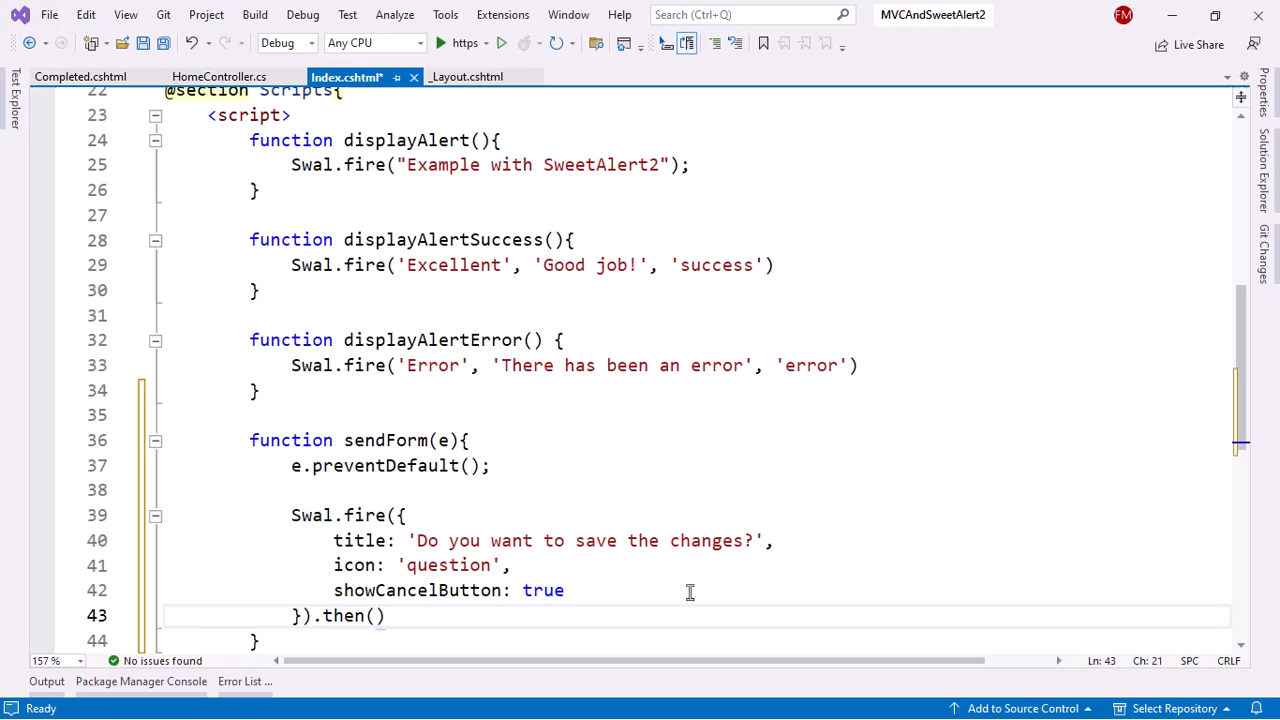 File Edit View Git Project Build Debug Test Analyze Tools Extensions Window Help Search (Ctrl+Q) MVCAndSweetAlert2 FM
Debug Any CPU https Live Share
Completed.cshtml HomeController.cs Index.cshtml* _Layout.cshtml
Test Explorer
Properties
Solution Explorer
Git Changes
22 @section Scripts{
23 <script>
24 function displayAlert(){
25 Swal.fire("Example with SweetAlert2");
26 }
27
28 function displayAlertSuccess(){
29 Swal.fire('Excellent', 'Good job!', 'success')
30 }
31
32 function displayAlertError() {
33 Swal.fire('Error', 'There has been an error', 'error')
34 }
35
36 function sendForm(e){
37 e.preventDefault();
38
39 Swal.fire({
40 title: 'Do you want to save the changes?',
41 icon: 'question',
42 showCancelButton: true
43 }).then()
44 }
157 % No issues found Ln: 43 Ch: 21 SPC CRLF
Output Package Manager Console Error List ...
Ready Add to Source Control Select Repository